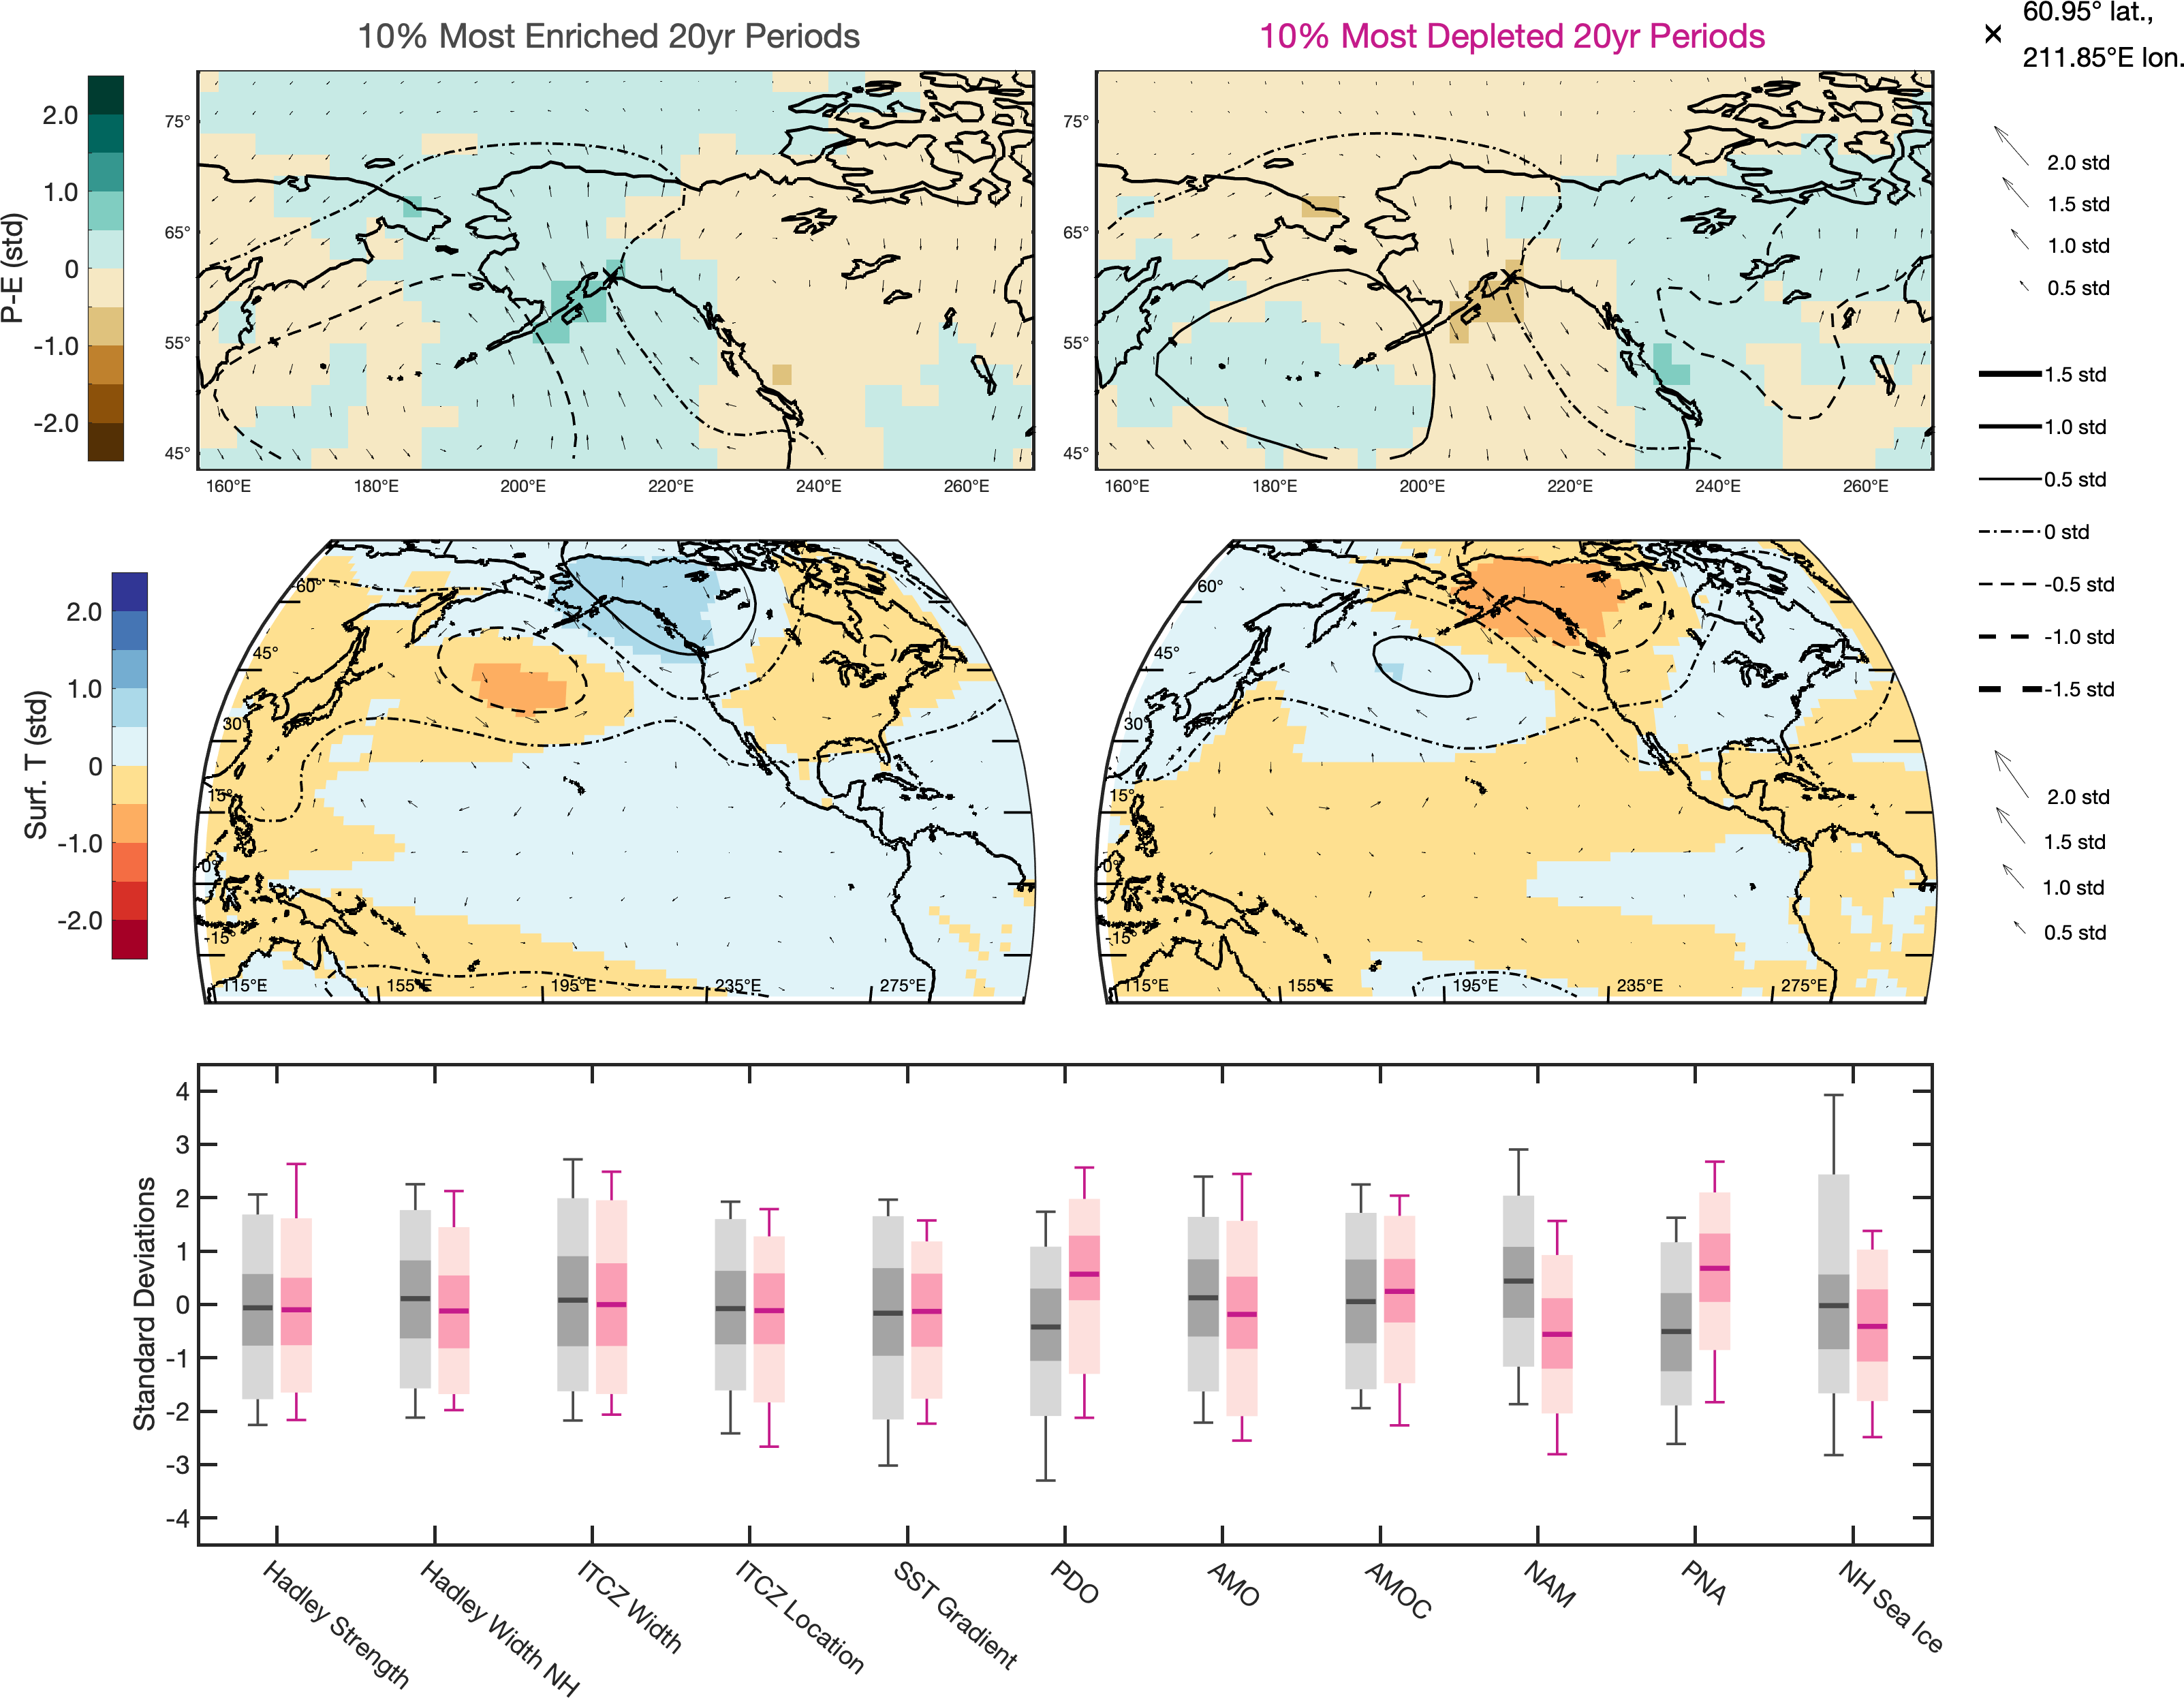 10% Most Enriched 20yr Periods
10% Most Depleted 20yr Periods
60.95° lat.,
211.85°E lon.
P-E (std)
2.0
1.0
0
-1.0
-2.0
75°
65°
55°
45°
160°E 180°E 200°E 220°E 240°E 260°E
75°
65°
55°
45°
160°E 180°E 200°E 220°E 240°E 260°E
2.0 std
1.5 std
1.0 std
0.5 std
1.5 std
1.0 std
0.5 std
0 std
-0.5 std
-1.0 std
-1.5 std
Surf. T (std)
2.0
1.0
0
-1.0
-2.0
60°
45°
30°
15°
0°
-15°
115°E 155°E 195°E 235°E 275°E
60°
45°
30°
15°
0°
-15°
115°E 155°E 195°E 235°E 275°E
2.0 std
1.5 std
1.0 std
0.5 std
Standard Deviations
4
3
2
1
0
-1
-2
-3
-4
Hadley Strength
Hadley Width NH
ITCZ Width
ITCZ Location
SST Gradient
PDO
AMO
AMOC
NAM
PNA
NH Sea Ice